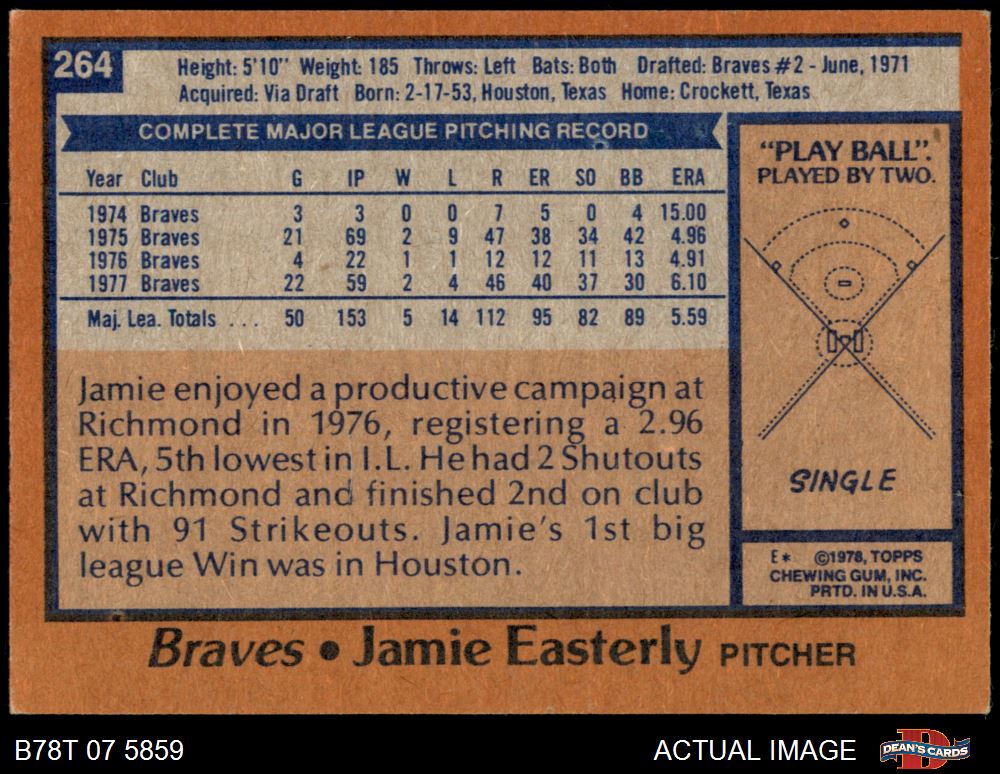 264
Height: 5'10" Weight: 185 Throws: Left Bats: Both Drafted: Braves #2 - June, 1971
Acquired: Via Draft Born: 2-17-53, Houston, Texas Home: Crockett, Texas
COMPLETE MAJOR LEAGUE PITCHING RECORD
Year Club G IP W L R ER SO BB ERA
1974 Braves 3 3 0 0 7 5 0 4 15.00
1975 Braves 21 69 2 9 47 38 34 42 4.96
1976 Braves 4 22 1 1 12 12 11 13 4.91
1977 Braves 22 59 2 4 46 40 37 30 6.10
Maj. Lea. Totals . . . 50 153 5 14 112 95 82 89 5.59
Jamie enjoyed a productive campaign at
Richmond in 1976, registering a 2.96
ERA, 5th lowest in I.L. He had 2 Shutouts
at Richmond and finished 2nd on club
with 91 Strikeouts. Jamie's 1st big
league Win was in Houston.
"PLAY BALL".
PLAYED BY TWO.
SINGLE
E* ©1978, TOPPS
CHEWING GUM, INC.
PRTD. IN U.S.A.
Braves • Jamie Easterly PITCHER
B78T 07 5859
ACTUAL IMAGE
DEAN'S CARDS